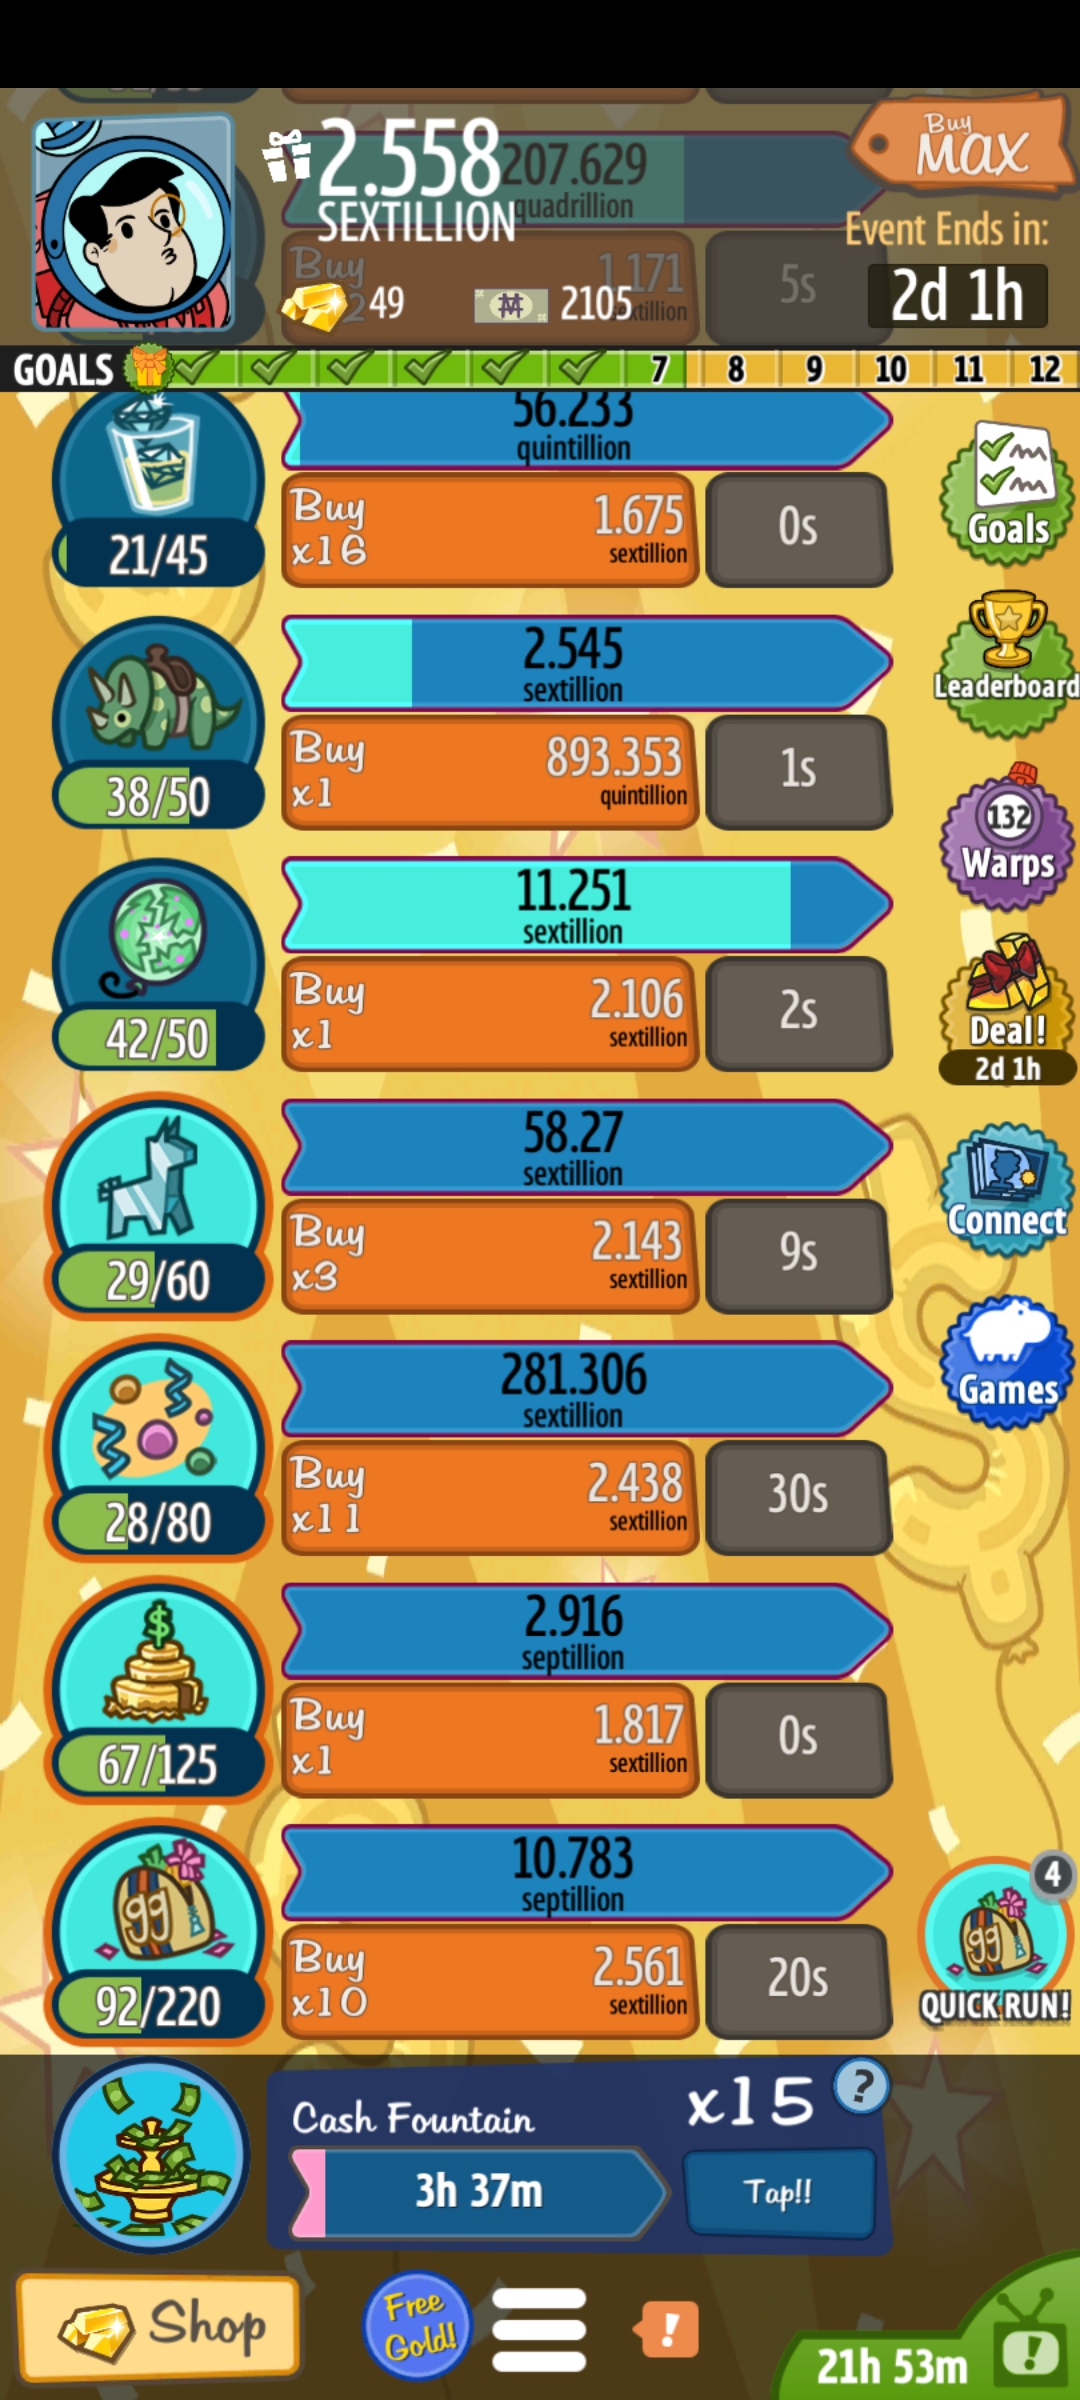 2.558
SEXTILLION
207.629
quadrillion
Buy
MAX
Event Ends in:
2d 1h
49
2105
Buy
1.171
5s
GOALS
7
8
9
10
11
12
56.233
quintillion
Buy
x16
1.675
sextillion
0s
21/45
Goals
2.545
sextillion
Buy
x1
893.353
quintillion
1s
38/50
Leaderboard
132
Warps
11.251
sextillion
Buy
x1
2.106
sextillion
2s
42/50
Deal!
2d 1h
58.27
sextillion
Buy
x3
2.143
sextillion
9s
29/60
Connect
281.306
sextillion
Buy
x11
2.438
sextillion
30s
28/80
Games
$
2.916
septillion
Buy
x1
1.817
sextillion
0s
67/125
gg
10.783
septillion
Buy
x10
2.561
sextillion
20s
92/220
4
gg
QUICK RUN!
Cash Fountain
x15
?
3h 37m
Tap!!
Shop
Free
Gold!
!
21h 53m
!